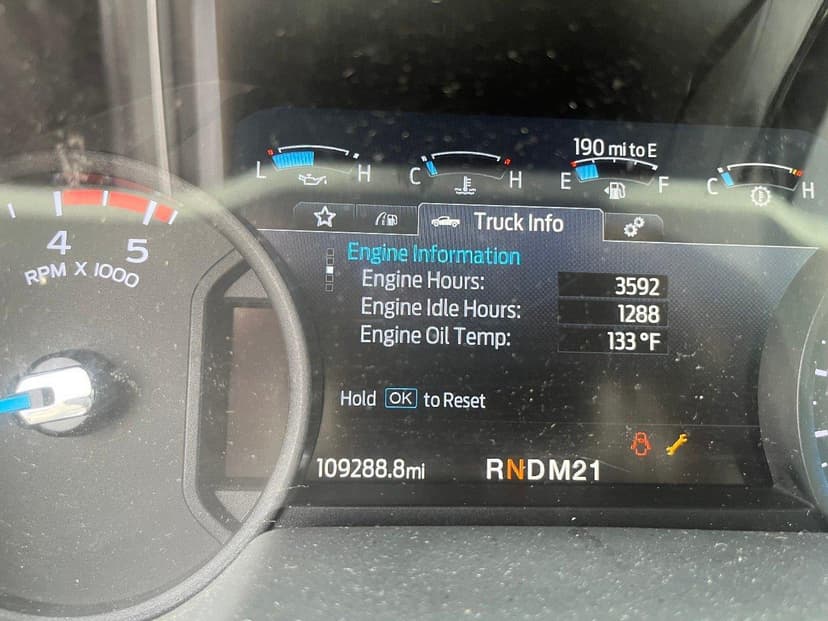 190 mi to E
L H C H E F C H
Truck Info
4 5
RPM X 1000
Engine Information
Engine Hours: 3592
Engine Idle Hours: 1288
Engine Oil Temp: 133 °F
Hold OK to Reset
109288.8mi RNDM21